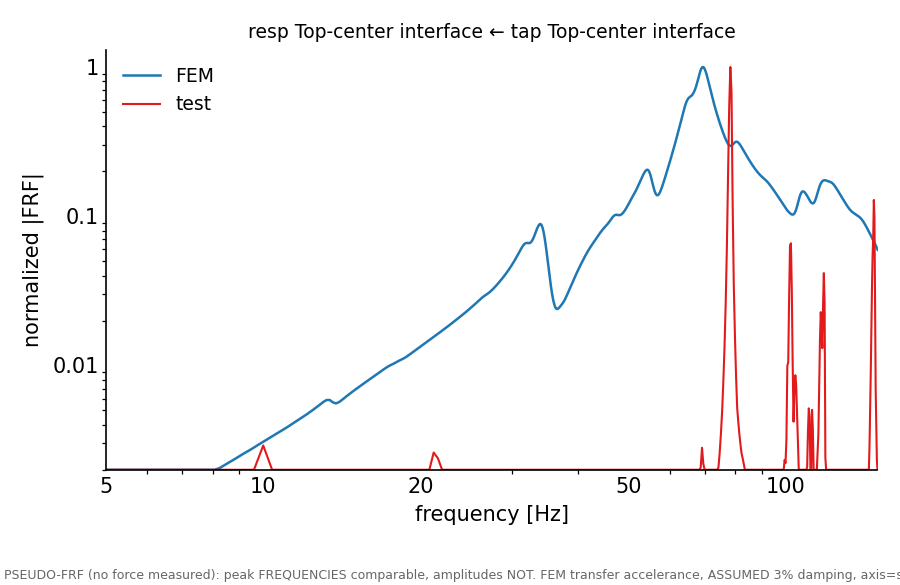 resp Top-center interface ← tap Top-center interface
FEM
test
normalized |FRF|
1
0.1
0.01
5 10 20 50 100
frequency [Hz]
PSEUDO-FRF (no force measured): peak FREQUENCIES comparable, amplitudes NOT. FEM transfer accelerance, ASSUMED 3% damping, axis=s